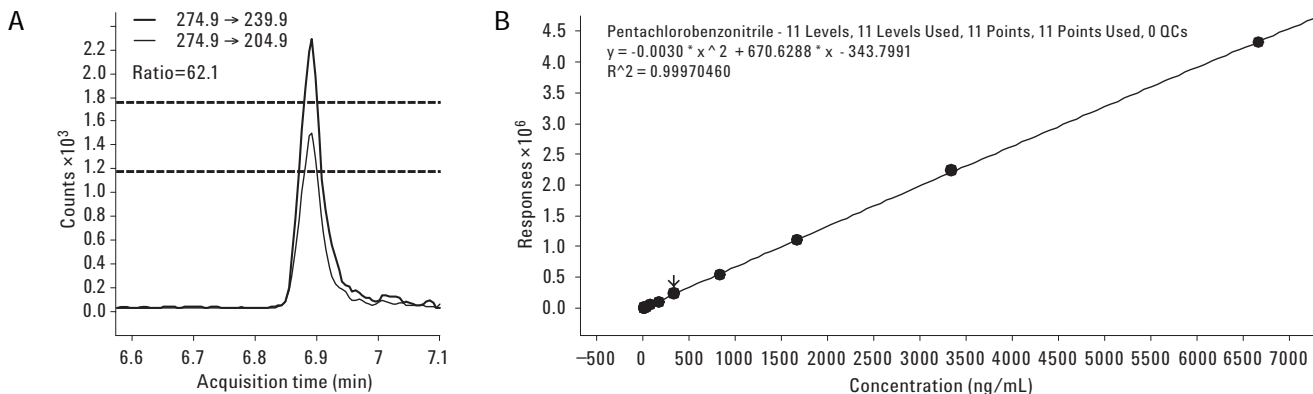 A
274.9 → 239.9
274.9 → 204.9
Ratio=62.1
Counts ×10³
2.2
2.0
1.8
1.6
1.4
1.2
1.0
0.8
0.6
0.4
0.2
0.0
6.6 6.7 6.8 6.9 7 7.1
Acquisition time (min)
B
Pentachlorobenzonitrile - 11 Levels, 11 Levels Used, 11 Points, 11 Points Used, 0 QCs
y = -0.0030 * x ^ 2 + 670.6288 * x - 343.7991
R^2 = 0.99970460
Responses ×10⁶
4.5
4.0
3.5
3.0
2.5
2.0
1.5
1.0
0.5
0.0
–500 0 500 1000 1500 2000 2500 3000 3500 4000 4500 5000 5500 6000 6500 7000
Concentration (ng/mL)